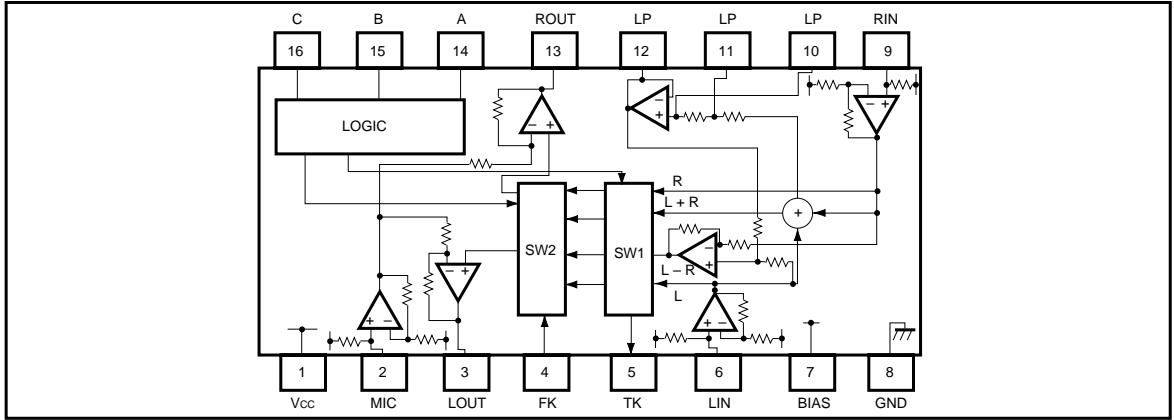 C B A ROUT LP LP LP RIN
16 15 14 13 12 11 10 9
LOGIC
− +
− +
− +
R
L + R
+
SW2 SW1
− +
L − R
L
− +
+ −
+ −
1 2 3 4 5 6 7 8
Vcc MIC LOUT FK TK LIN BIAS GND